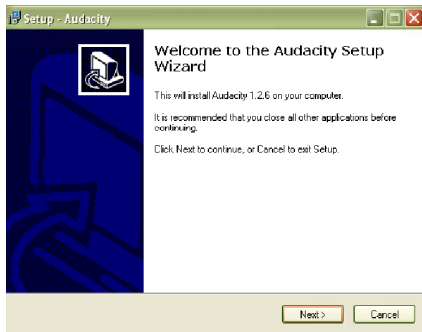 Setup - Audacity
Welcome to the Audacity Setup
Wizard
This will install Audacity 1.2.6 on your computer.
It is recommended that you close all other applications before
continuing.
Click Next to continue, or Cancel to exit Setup.
Next >
Cancel